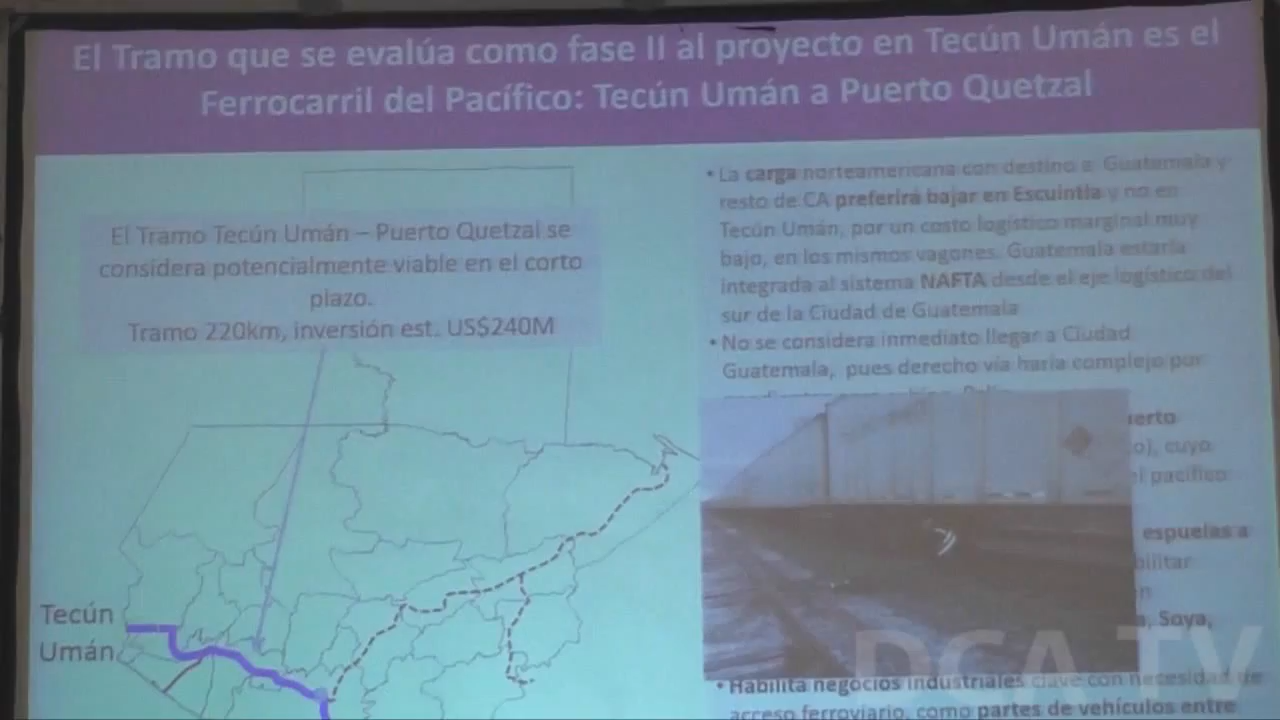 El Tramo que se evalúa como fase II al proyecto en Tecún Umán es el
Ferrocarril del Pacífico: Tecún Umán a Puerto Quetzal
El Tramo Tecún Umán – Puerto Quetzal se
considera potencialmente viable en el corto
plazo.
Tramo 220km, inversión est. US$240M
Tecún
Umán
• La carga norteamericana con destino a Guatemala y
resto de CA preferirá bajar en Escuintla y no en
Tecún Umán, por un costo logístico marginal muy
bajo, en los mismos vagones. Guatemala estaría
integrada al sistema NAFTA desde el eje logístico del
sur de la Ciudad de Guatemala
• No se considera inmediato llegar a Ciudad
Guatemala, pues derecho vía haría complejo por
cuyo
pacífico
espuelas a
Soya,
• Habilita negocios industriales clave con necesidad de
acceso ferroviario, como partes de vehículos entre
DCA TV